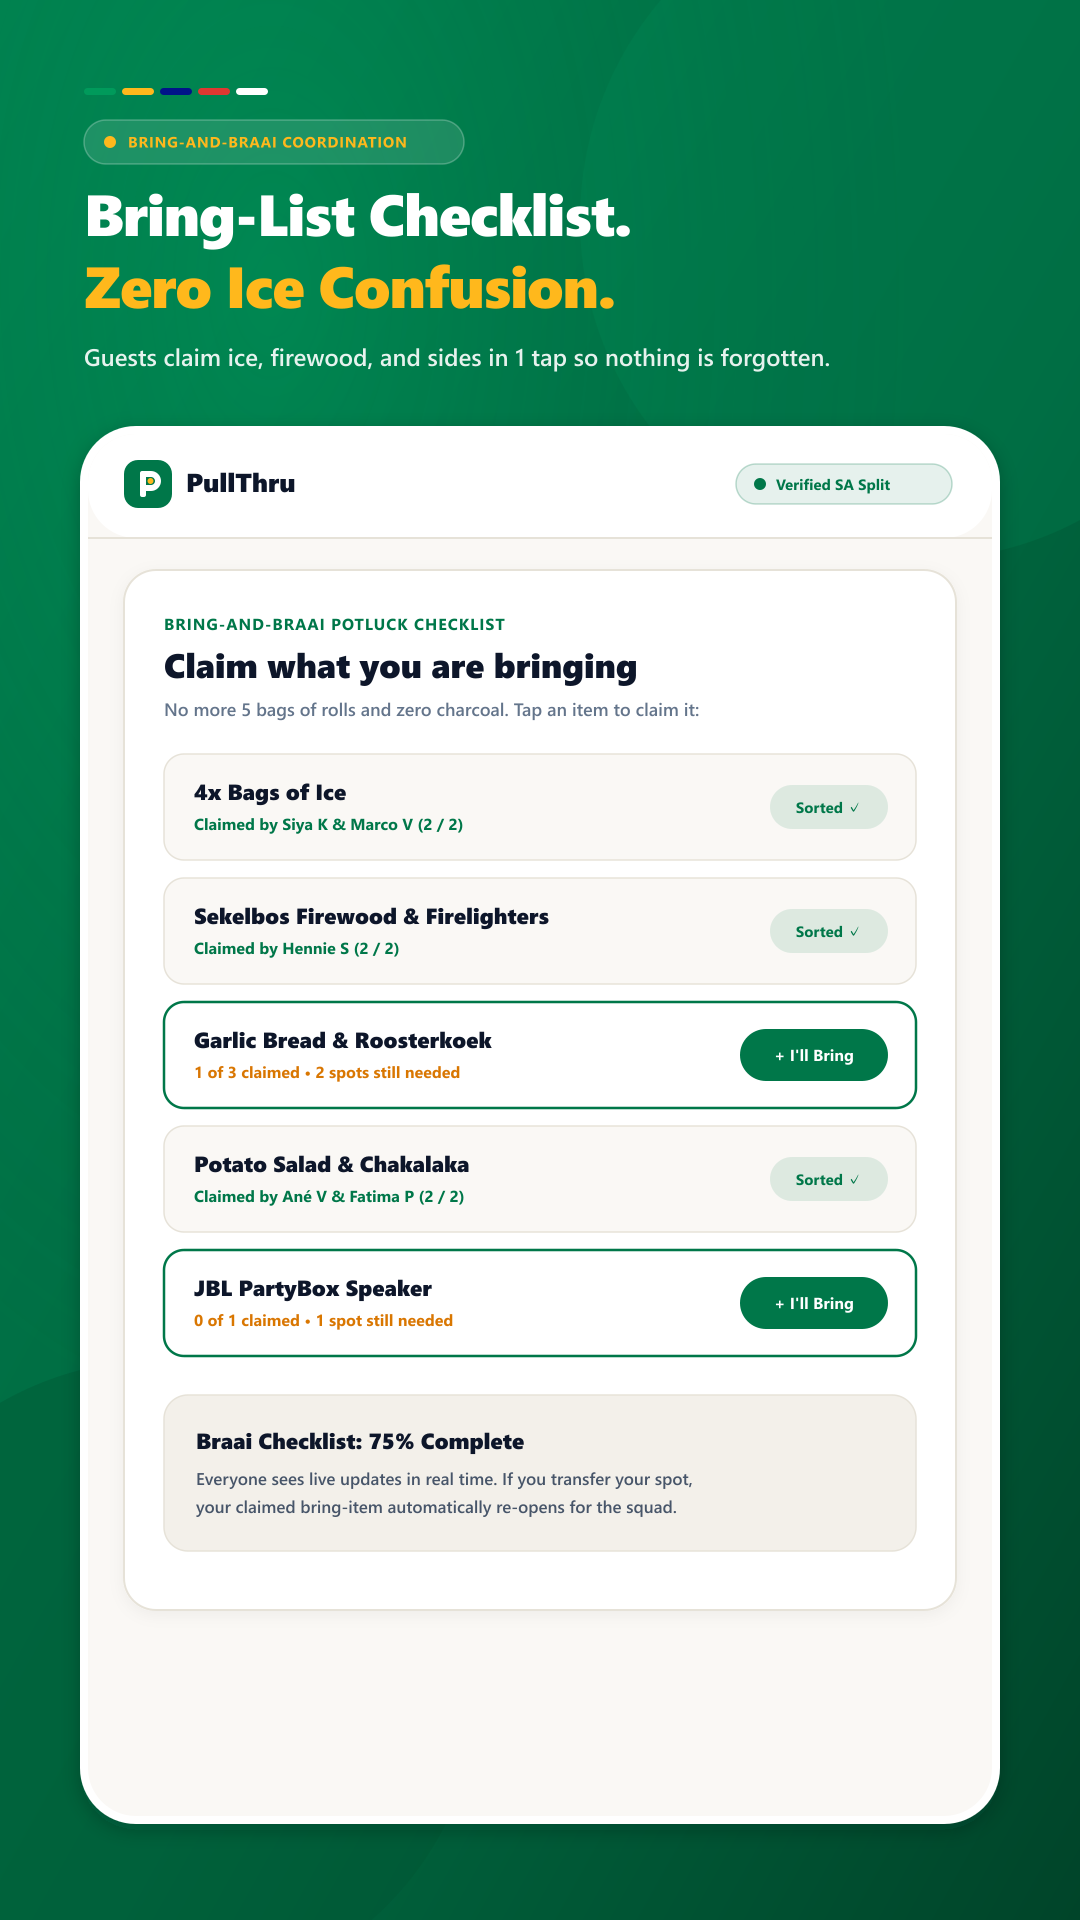 BRING-AND-BRAAI COORDINATION
Bring-List Checklist.
Zero Ice Confusion.
Guests claim ice, firewood, and sides in 1 tap so nothing is forgotten.
P PullThru
Verified SA Split
BRING-AND-BRAAI POTLUCK CHECKLIST
Claim what you are bringing
No more 5 bags of rolls and zero charcoal. Tap an item to claim it:
4x Bags of Ice
Claimed by Siya K & Marco V (2 / 2)
Sorted ✓
Sekelbos Firewood & Firelighters
Claimed by Hennie S (2 / 2)
Sorted ✓
Garlic Bread & Roosterkoek
1 of 3 claimed • 2 spots still needed
+ I'll Bring
Potato Salad & Chakalaka
Claimed by Ané V & Fatima P (2 / 2)
Sorted ✓
JBL PartyBox Speaker
0 of 1 claimed • 1 spot still needed
+ I'll Bring
Braai Checklist: 75% Complete
Everyone sees live updates in real time. If you transfer your spot,
your claimed bring-item automatically re-opens for the squad.